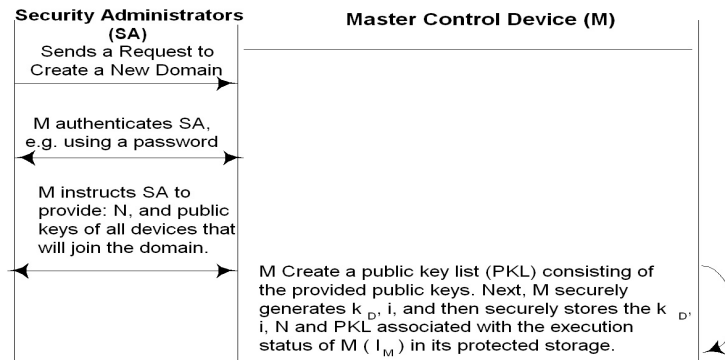 Security Administrators
(SA)
Master Control Device (M)
Sends a Request to
Create a New Domain
M authenticates SA,
e.g. using a password
M instructs SA to
provide: N, and public
keys of all devices that
will join the domain.
M Create a public key list (PKL) consisting of
the provided public keys. Next, M securely
generates k D, i, and then securely stores the k D,
i, N and PKL associated with the execution
status of M ( I M ) in its protected storage.